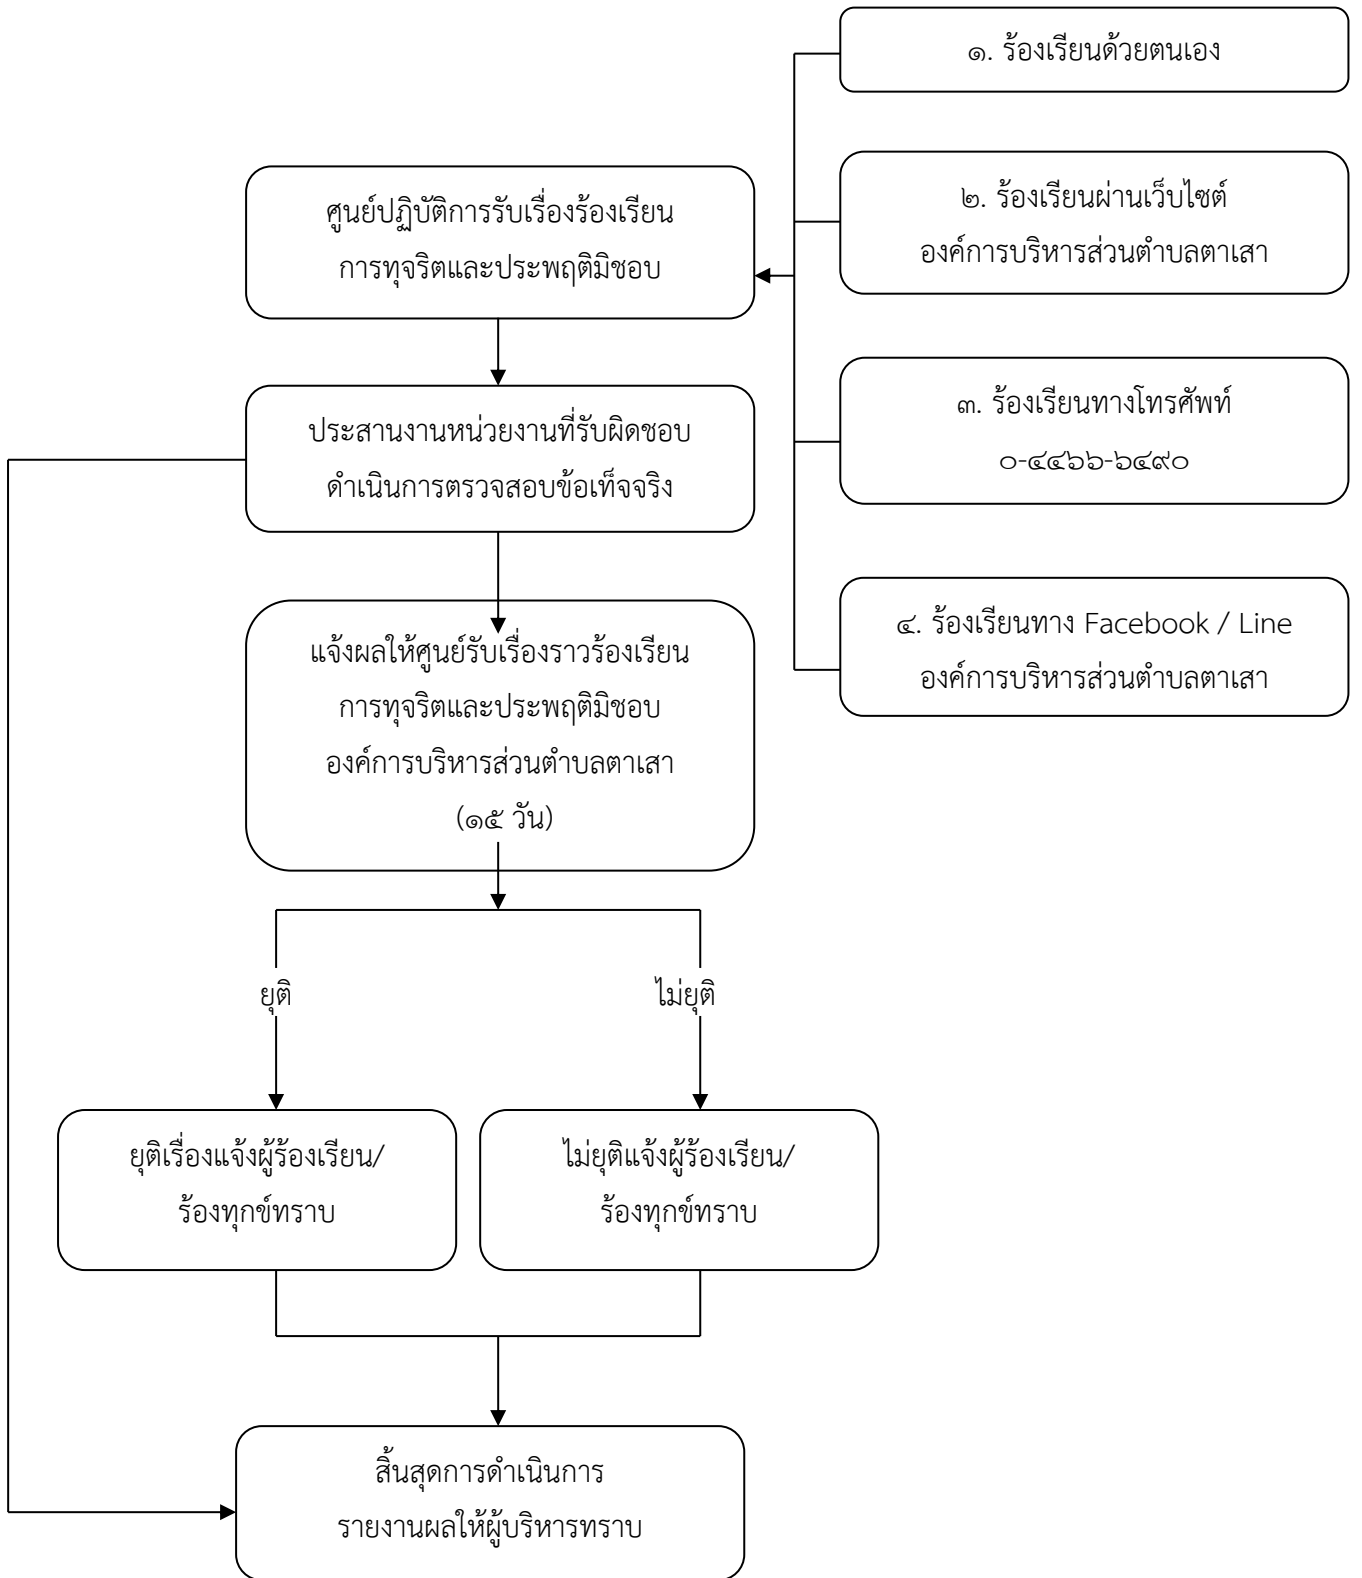 ๑. ร้องเรียนด้วยตนเอง
๒. ร้องเรียนผ่านเว็บไซต์
องค์การบริหารส่วนตำบลตาเสา
๓. ร้องเรียนทางโทรศัพท์
๐-๔๔๖๖-๖๔๙๐
๔. ร้องเรียนทาง Facebook / Line
องค์การบริหารส่วนตำบลตาเสา
ศูนย์ปฏิบัติการรับเรื่องร้องเรียน
การทุจริตและประพฤติมิชอบ
ประสานงานหน่วยงานที่รับผิดชอบ
ดำเนินการตรวจสอบข้อเท็จจริง
แจ้งผลให้ศูนย์รับเรื่องราวร้องเรียน
การทุจริตและประพฤติมิชอบ
องค์การบริหารส่วนตำบลตาเสา
(๑๕ วัน)
ยุติ
ไม่ยุติ
ยุติเรื่องแจ้งผู้ร้องเรียน/
ร้องทุกข์ทราบ
ไม่ยุติแจ้งผู้ร้องเรียน/
ร้องทุกข์ทราบ
สิ้นสุดการดำเนินการ
รายงานผลให้ผู้บริหารทราบ